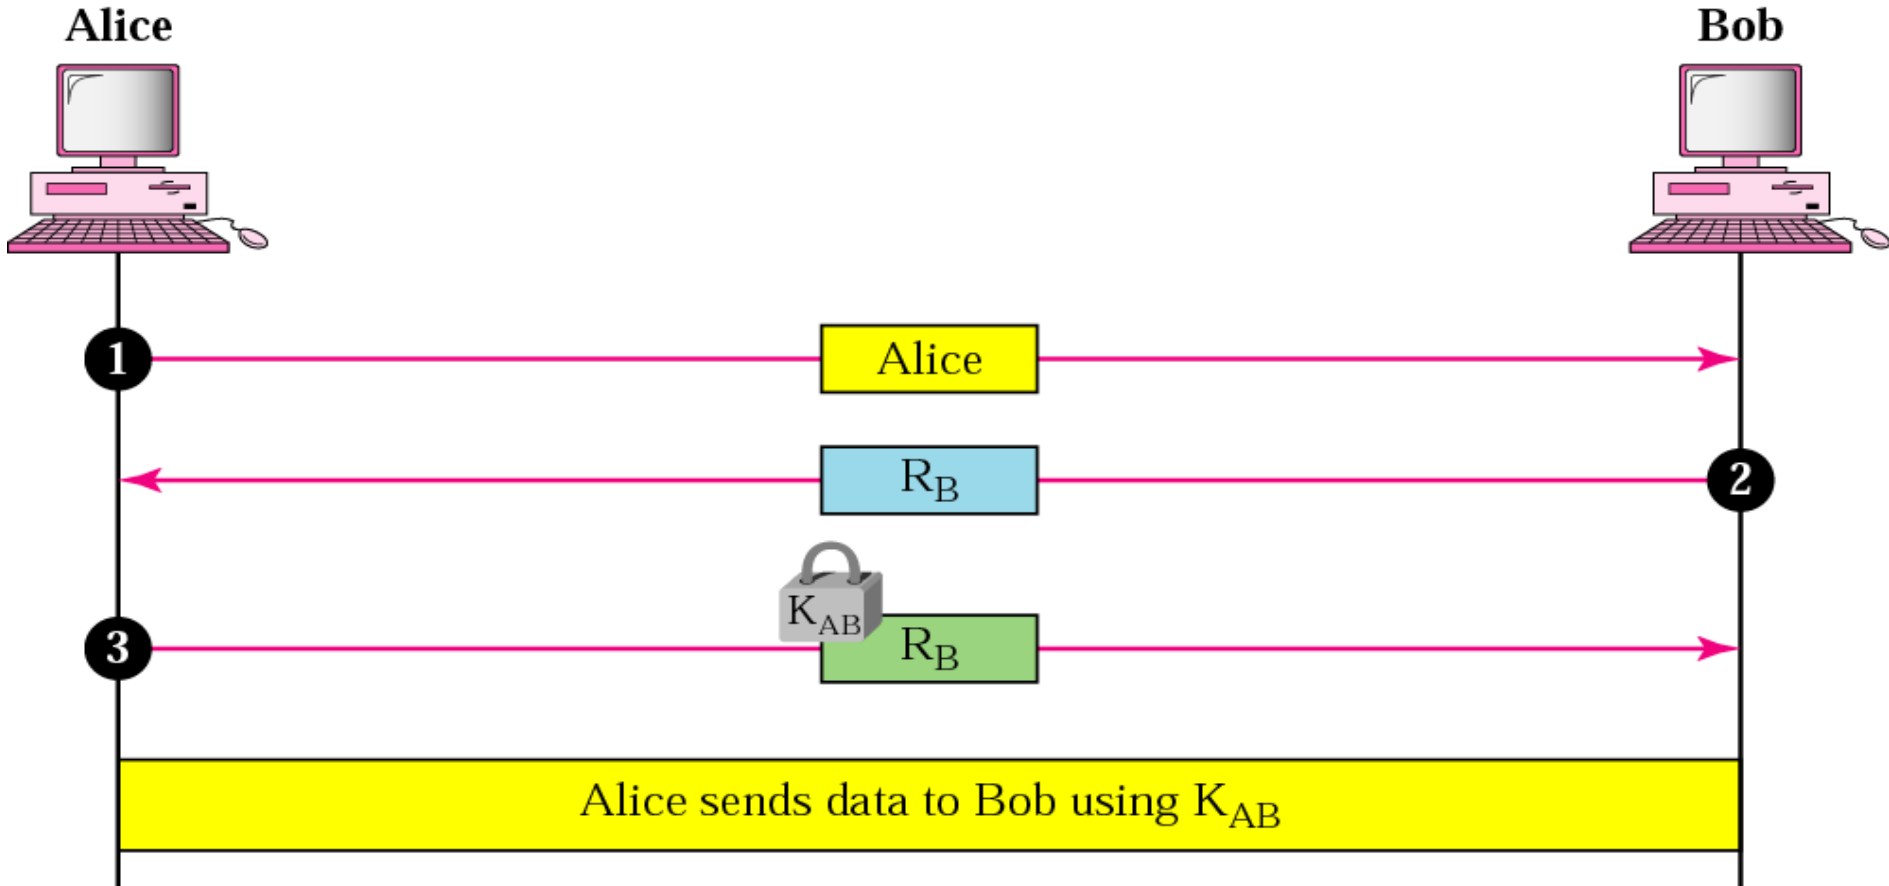 Alice
Bob
1
Alice
R_B
2
K_AB
3
R_B
Alice sends data to Bob using K_AB